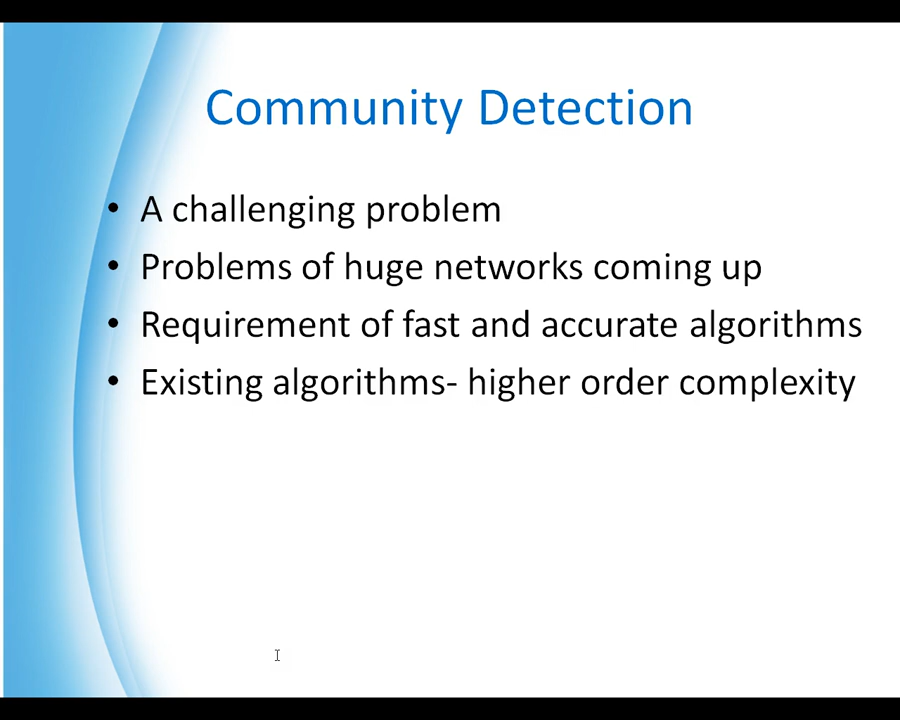 Community Detection
• A challenging problem
• Problems of huge networks coming up
• Requirement of fast and accurate algorithms
• Existing algorithms- higher order complexity